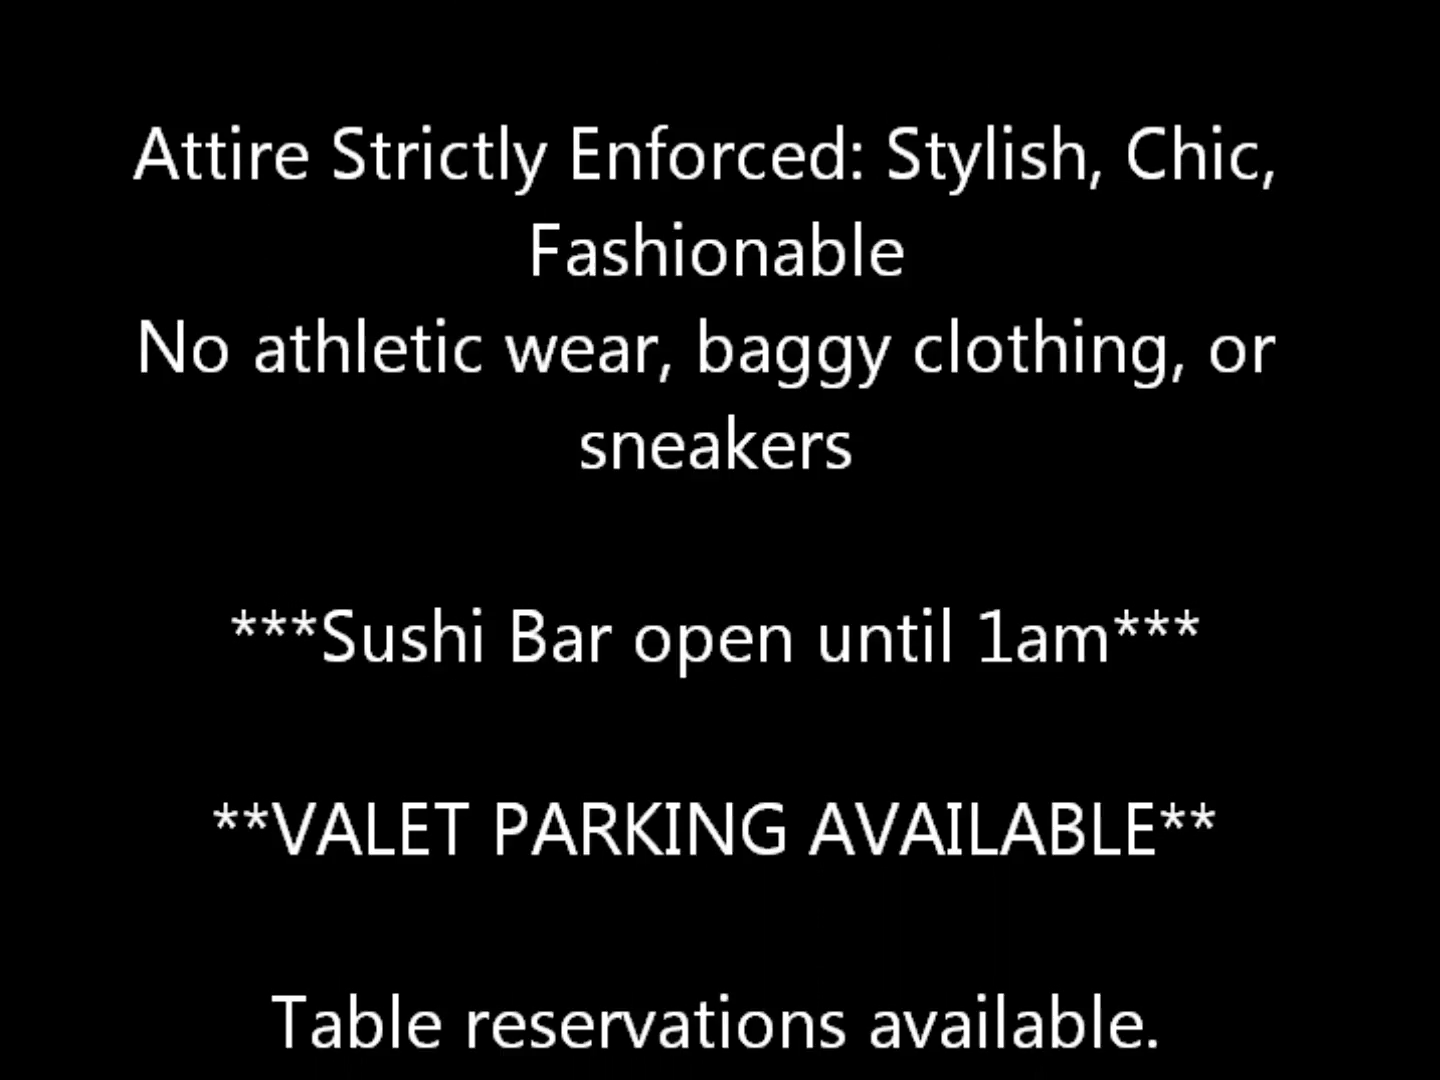 Attire Strictly Enforced: Stylish, Chic,
Fashionable
No athletic wear, baggy clothing, or
sneakers
***Sushi Bar open until 1am***
**VALET PARKING AVAILABLE**
Table reservations available.